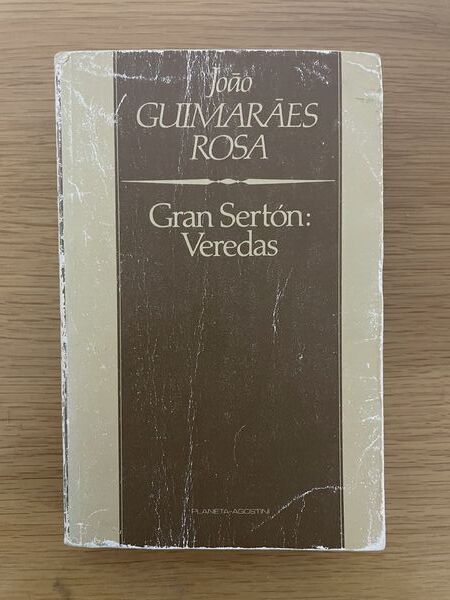 João
GUIMARÃES
ROSA
Gran Sertón:
Veredas
PLANETA-AGOSTINI